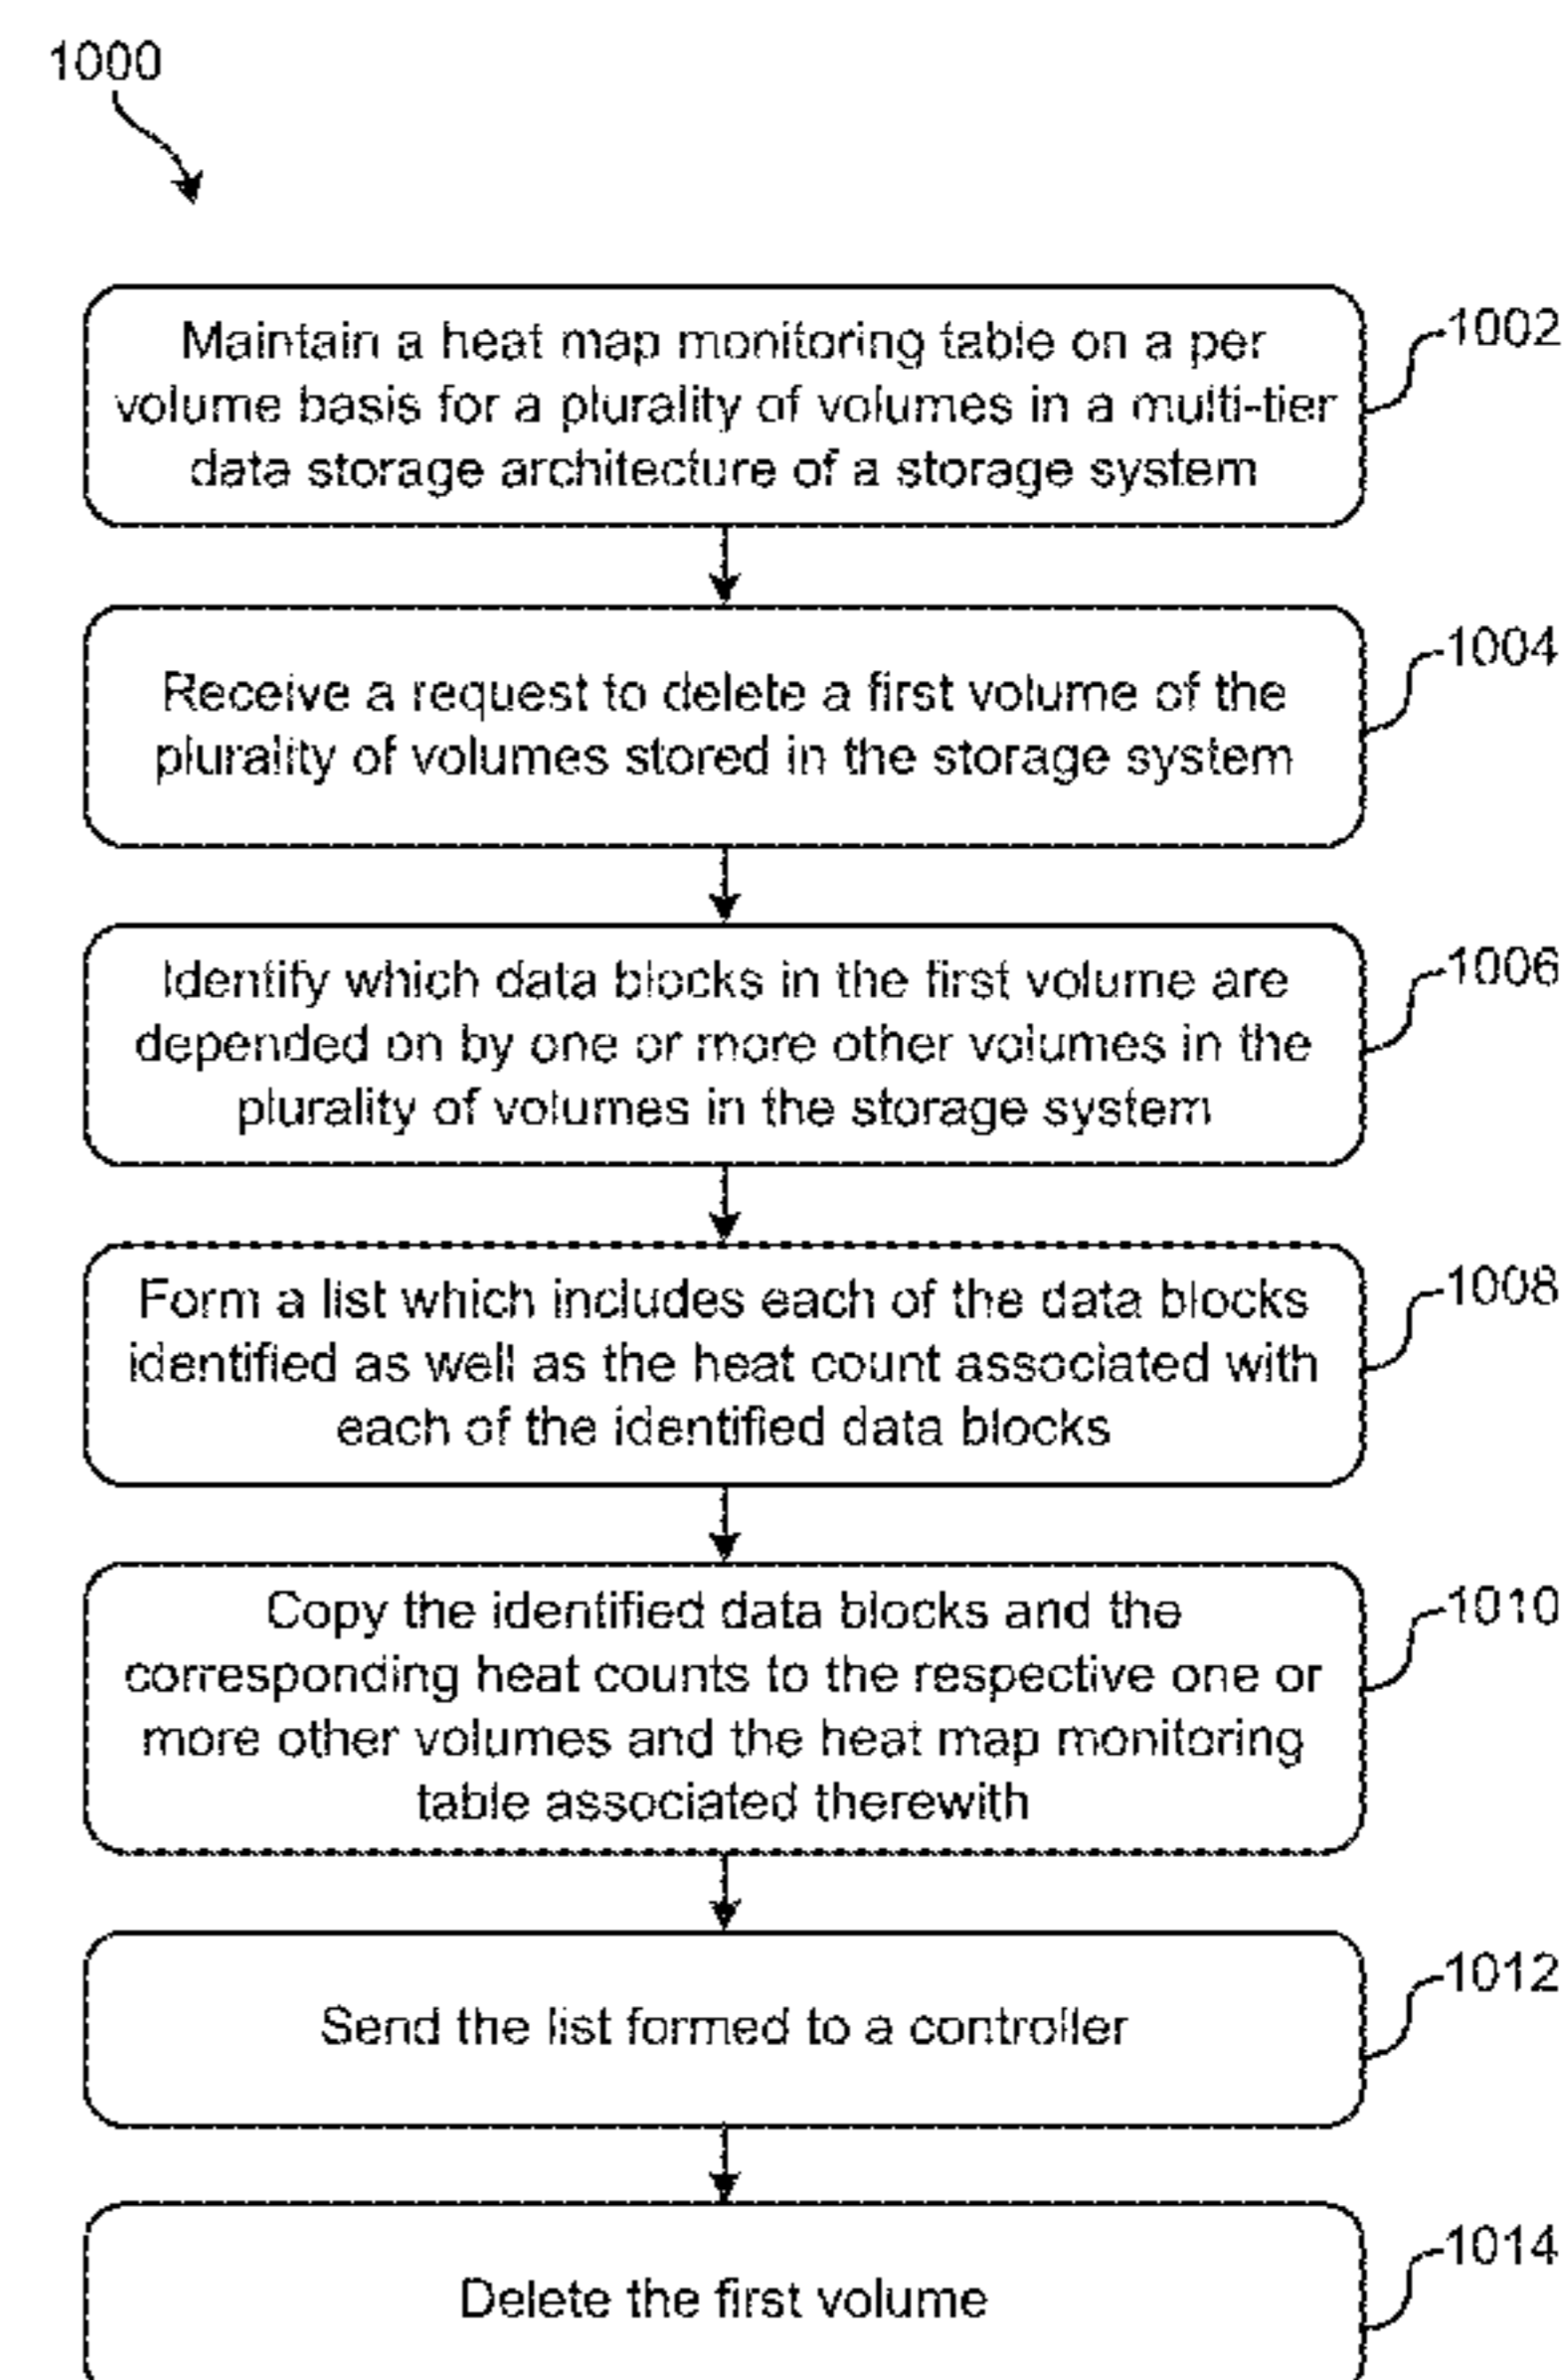 1000
Maintain a heat map monitoring table on a per
volume basis for a plurality of volumes in a multi-tier
data storage architecture of a storage system
1002
Receive a request to delete a first volume of the
plurality of volumes stored in the storage system
1004
Identify which data blocks in the first volume are
depended on by one or more other volumes in the
plurality of volumes in the storage system
1006
Form a list which includes each of the data blocks
identified as well as the heat count associated with
each of the identified data blocks
1008
Copy the identified data blocks and the
corresponding heat counts to the respective one or
more other volumes and the heat map monitoring
table associated therewith
1010
Send the list formed to a controller
1012
Delete the first volume
1014